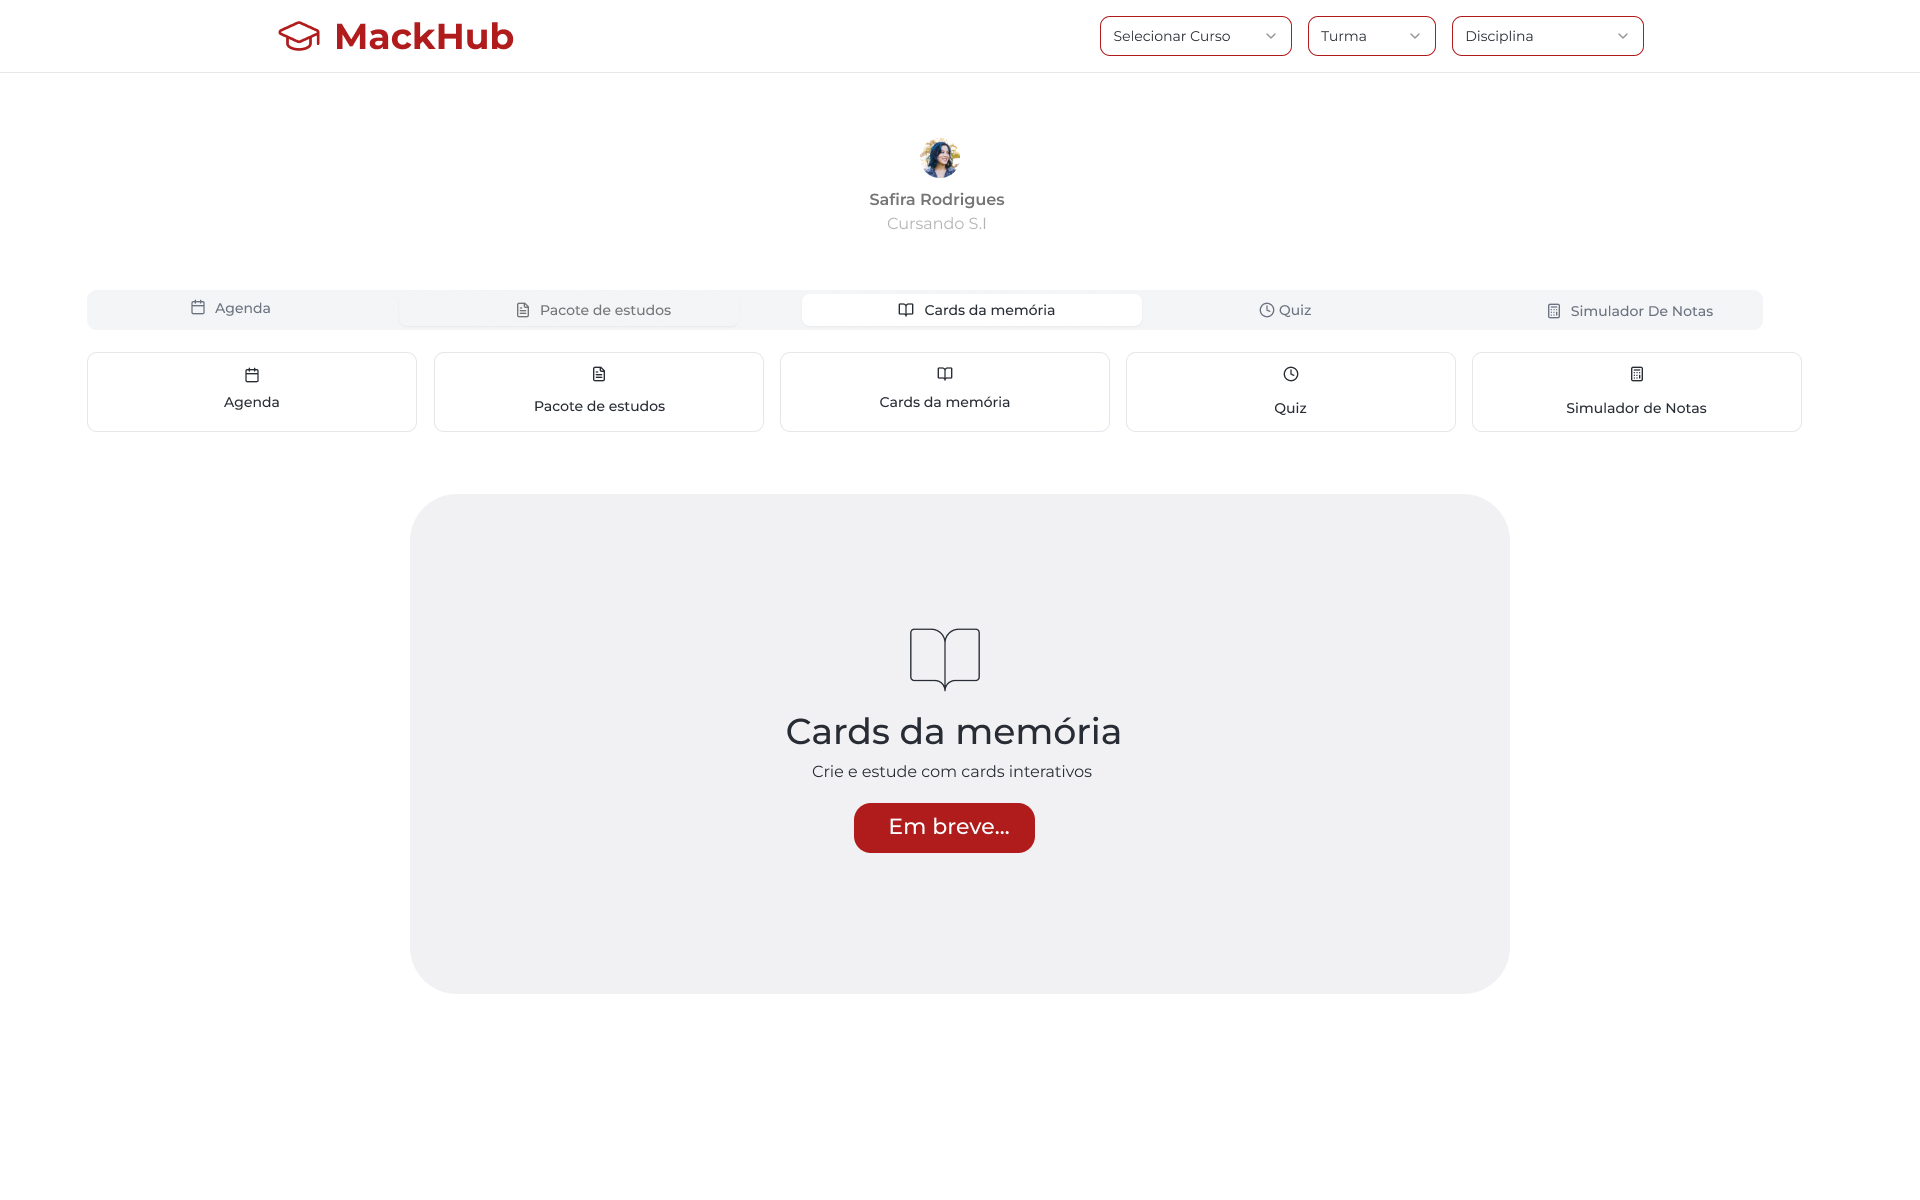 MackHub
Selecionar Curso
Turma
Disciplina
Safira Rodrigues
Cursando S.I
Agenda
Pacote de estudos
Cards da memória
Quiz
Simulador De Notas
Agenda
Pacote de estudos
Cards da memória
Quiz
Simulador de Notas
Cards da memória
Crie e estude com cards interativos
Em breve...